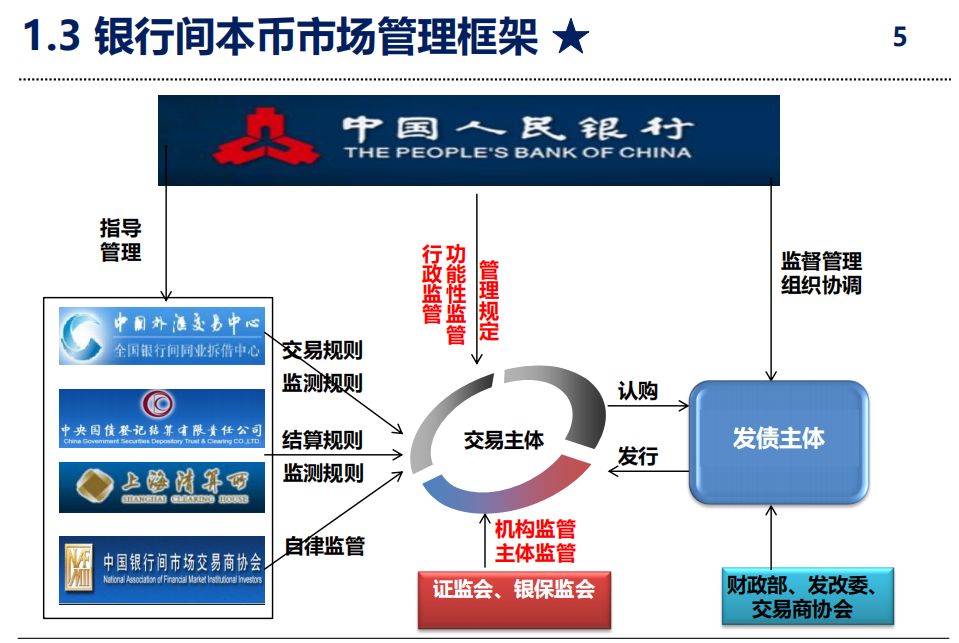 1.3 银行间本币市场管理框架 ★
5
中国人民银行
THE PEOPLE'S BANK OF CHINA
指导
管理
行政监管
功能性监管
管理规定
监督管理
组织协调
中国外汇交易中心
全国银行间同业拆借中心
交易规则
监测规则
中央国债登记结算有限责任公司
China Government Securities Depository Trust & Clearing CO.,LTD.
结算规则
监测规则
上海清算所
SHANGHAI CLEARING HOUSE
自律监管
中国银行间市场交易商协会
National Association of Financial Market Institutional Investors
交易主体
认购
发行
发债主体
机构监管
主体监管
证监会、银保监会
财政部、发改委、
交易商协会